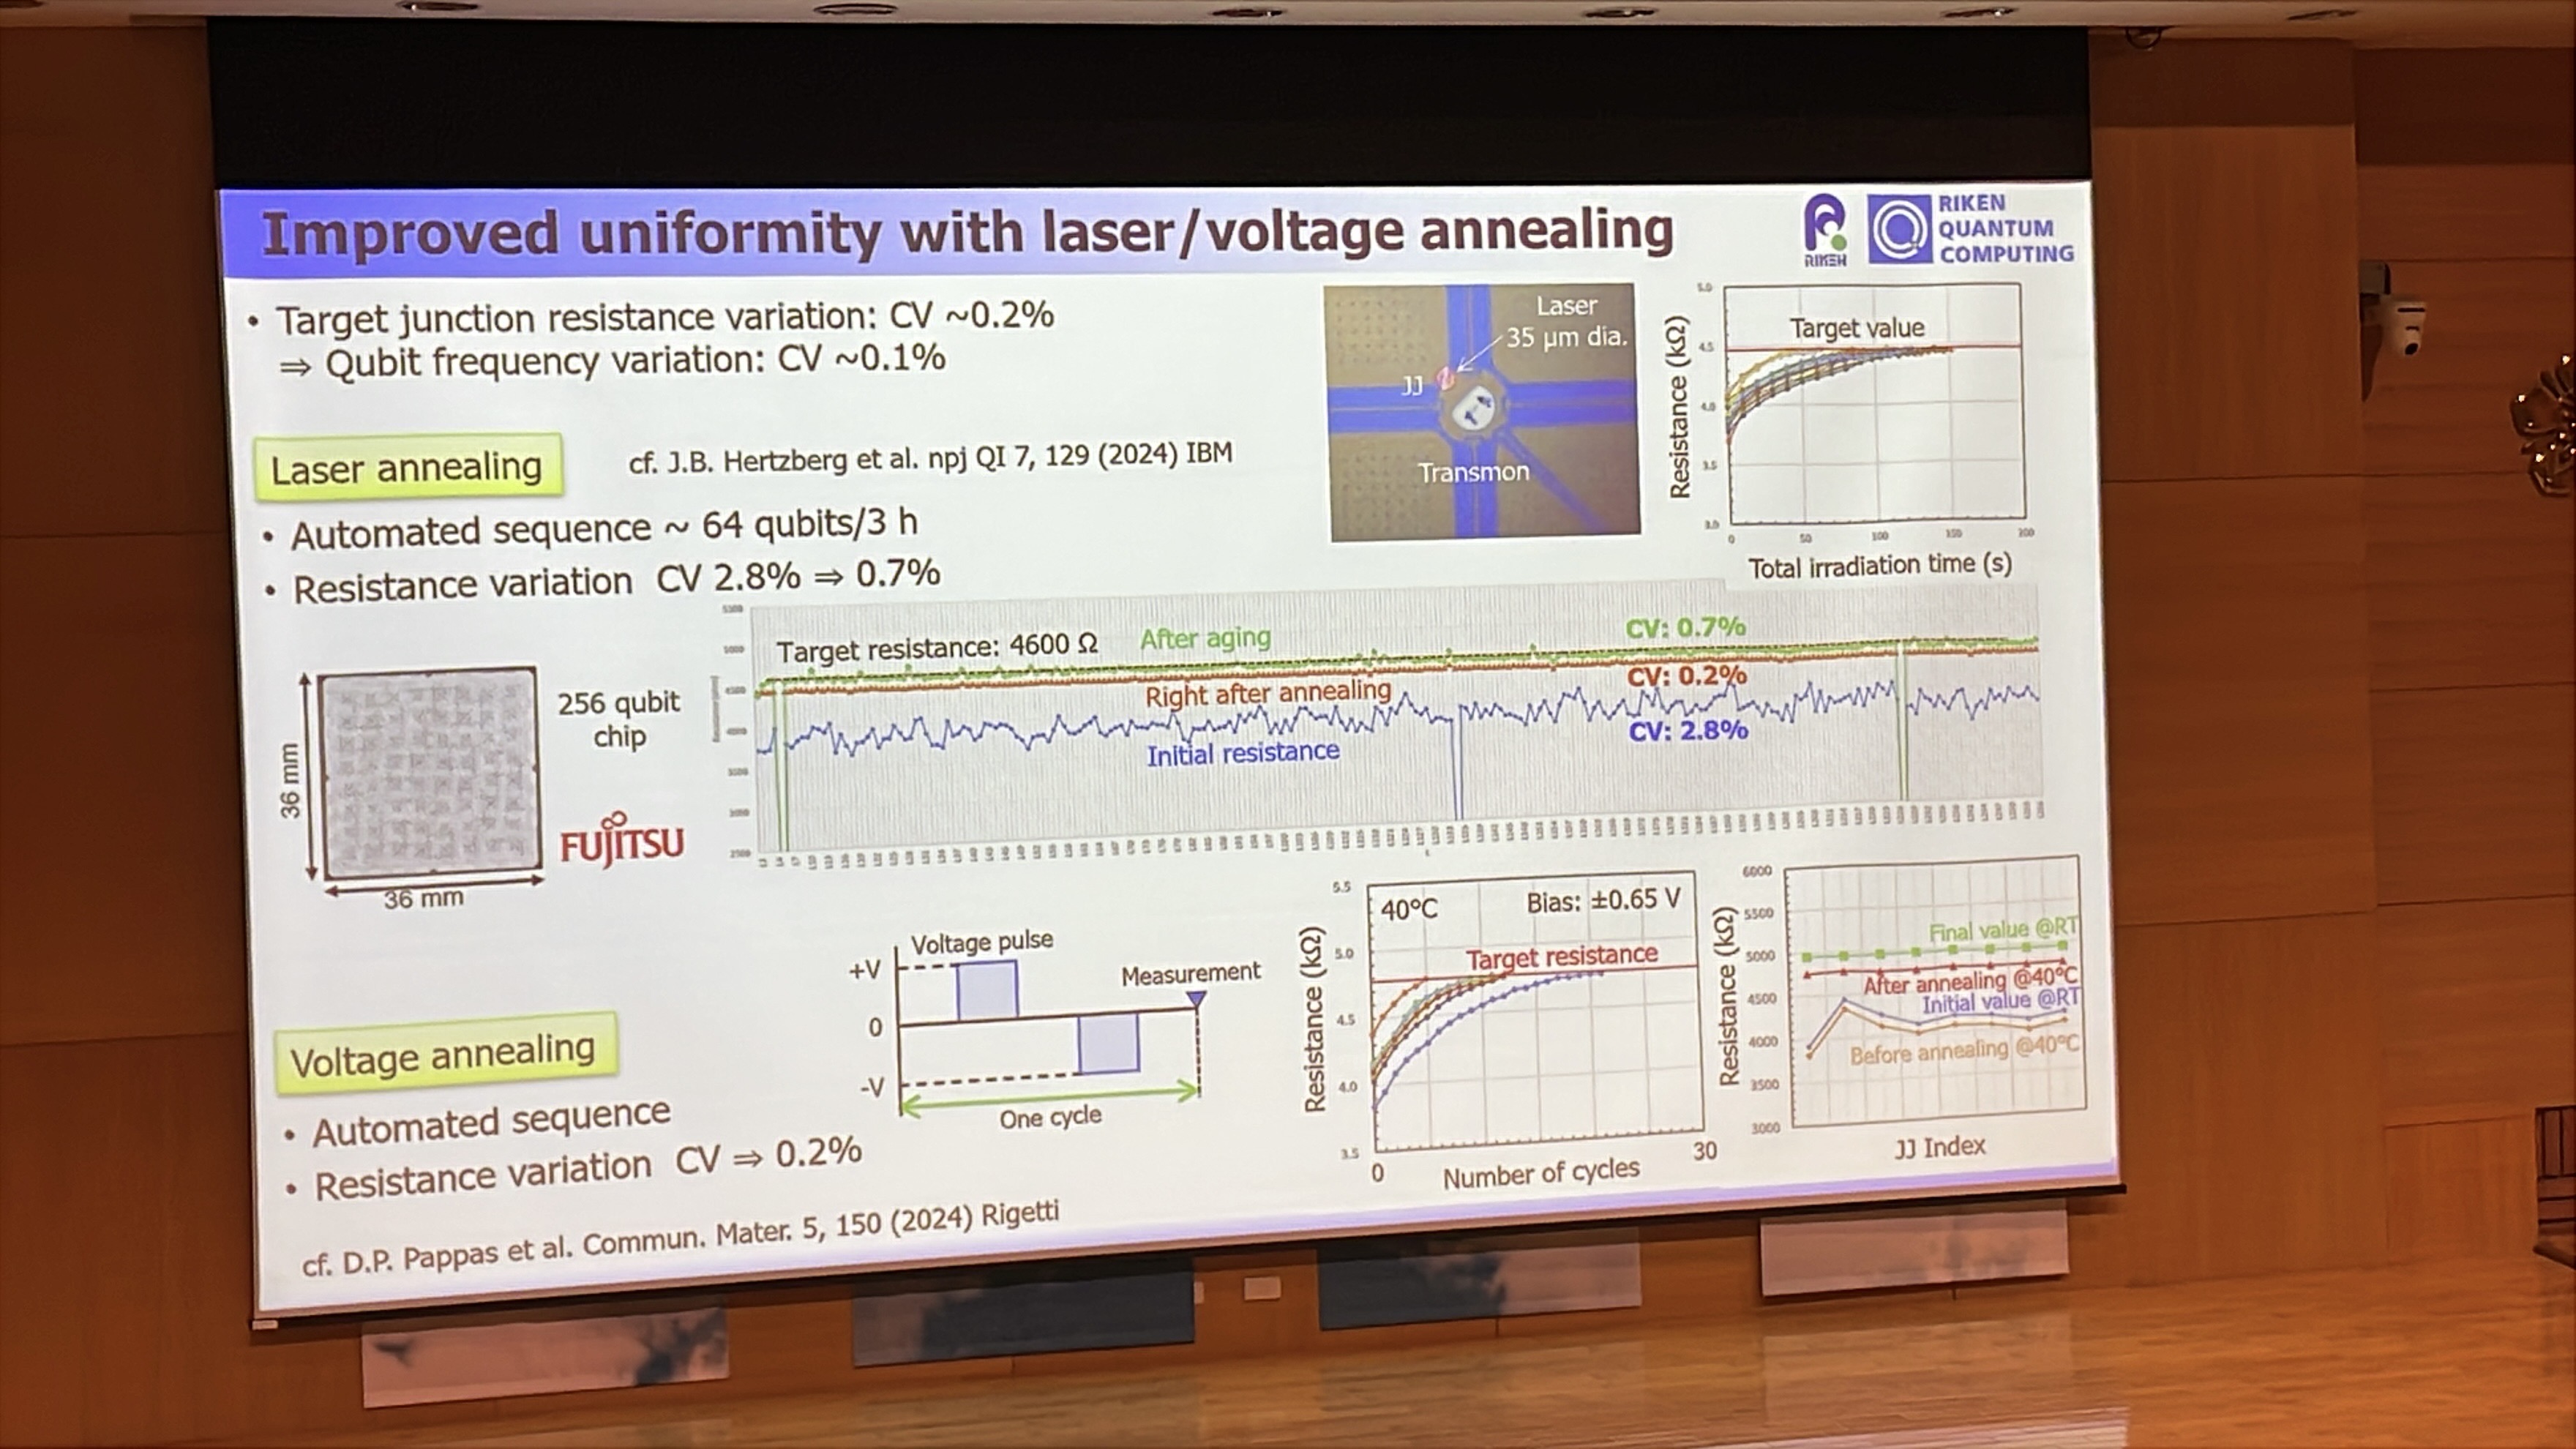 Improved uniformity with laser/voltage annealing
RIKEN
RIKEN
QUANTUM
COMPUTING
• Target junction resistance variation: CV ~0.2%
⇒ Qubit frequency variation: CV ~0.1%
Laser annealing
cf. J.B. Hertzberg et al. npj QI 7, 129 (2024) IBM
• Automated sequence ~ 64 qubits/3 h
• Resistance variation CV 2.8% ⇒ 0.7%
Laser
35 µm dia.
JJ
Transmon
Resistance (kΩ)
5.0
4.5
4.0
3.5
3.0
Target value
0 50 100 150 200
Total irradiation time (s)
36 mm
36 mm
256 qubit
chip
FUJITSU
Target resistance: 4600 Ω
After aging
CV: 0.7%
Right after annealing
CV: 0.2%
Initial resistance
CV: 2.8%
Voltage annealing
• Automated sequence
• Resistance variation CV ⇒ 0.2%
cf. D.P. Pappas et al. Commun. Mater. 5, 150 (2024) Rigetti
Voltage pulse
+V
0
-V
Measurement
One cycle
Resistance (kΩ)
5.5
5.0
4.5
4.0
3.5
40°C
Bias: ±0.65 V
Target resistance
0
30
Number of cycles
Resistance (kΩ)
6000
5500
5000
4500
4000
3500
3000
Final value @RT
After annealing @40°C
Initial value @RT
Before annealing @40°C
JJ Index